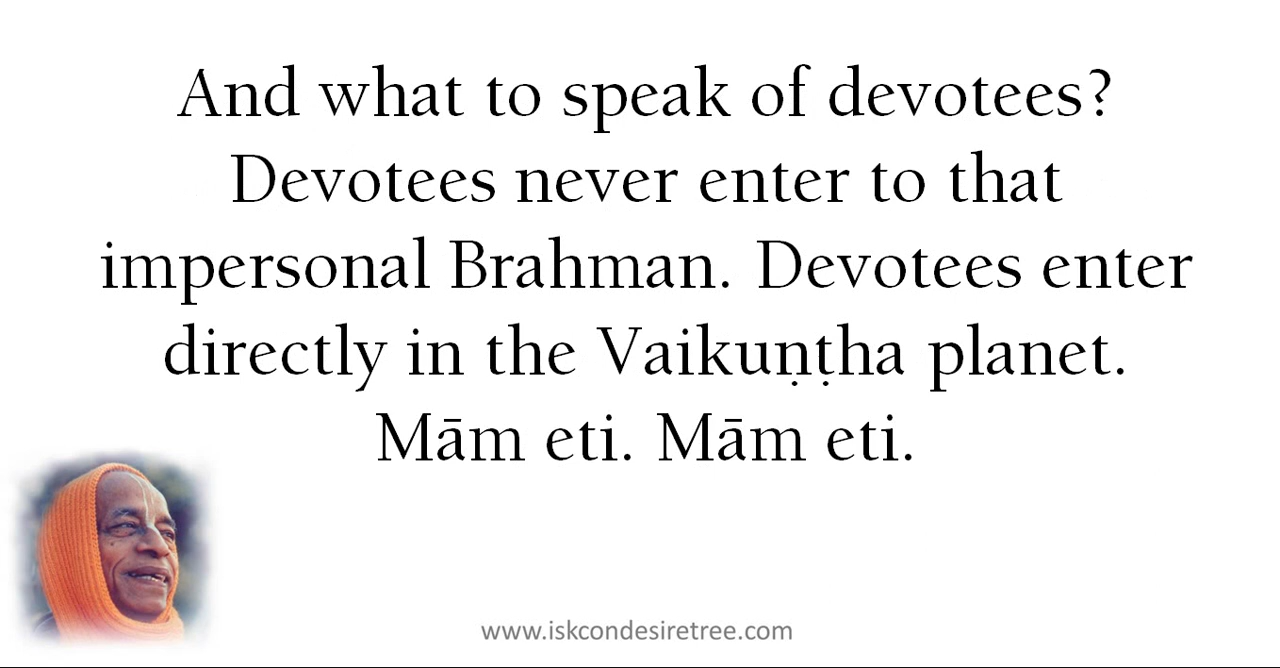 And what to speak of devotees?
Devotees never enter to that
impersonal Brahman. Devotees enter
directly in the Vaikuṇṭha planet.
Mām eti. Mām eti.
www.iskcondesiretree.com